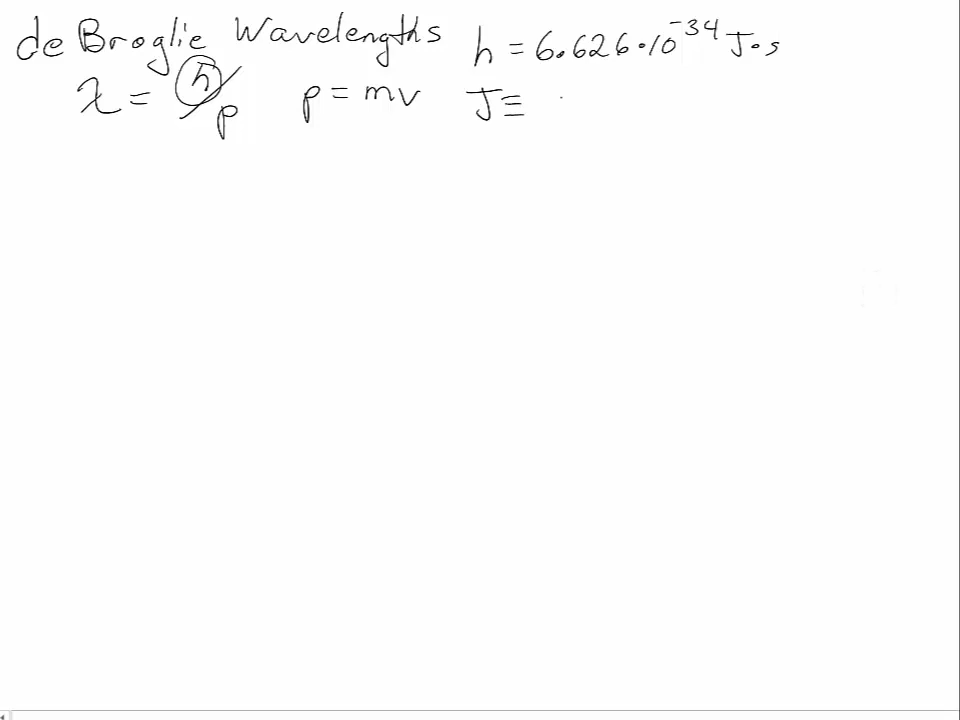 de Broglie Wavelengths h = 6.626·10⁻³⁴ J·s
λ = h/p p = mv J ≡